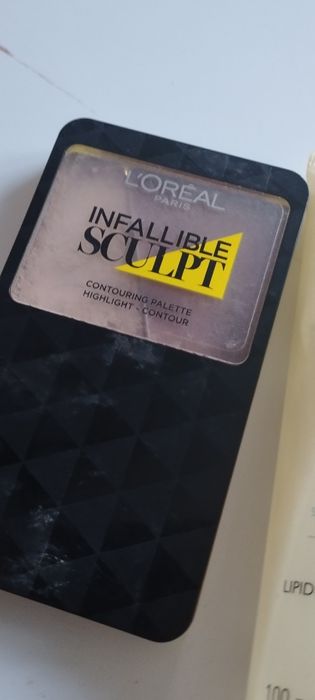 L'ORÉAL
PARIS
INFALLIBLE
SCULPT
CONTOURING PALETTE
HIGHLIGHT - CONTOUR
LIPID
100